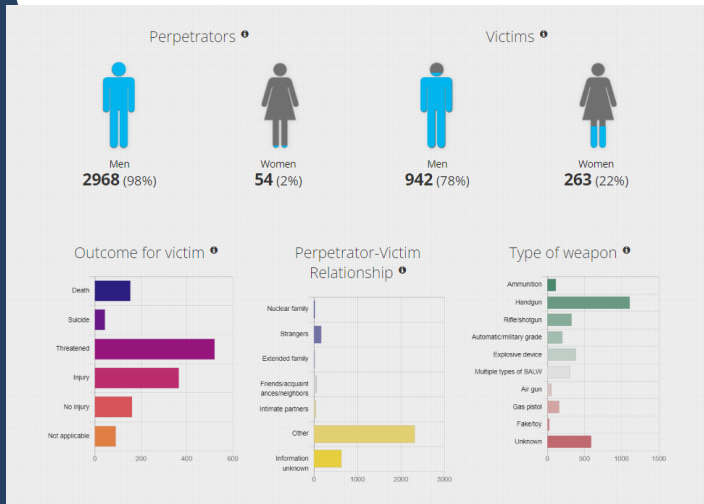 Perpetrators
Victims
Men
2968 (98%)
Women
54 (2%)
Men
942 (78%)
Women
263 (22%)
Outcome for victim
Death
Suicide
Threatened
Injury
No injury
Not applicable
0 200 400 600
Perpetrator-Victim
Relationship
Nuclear family
Strangers
Extended family
Friends/acquaint
ances/neighbors
Intimate partners
Other
Information
unknown
0 1000 2000 3000
Type of weapon
Ammunition
Handgun
Rifle/shotgun
Automatic/military grade
Explosive device
Multiple types of SALW
Air gun
Gas pistol
Fake/toy
Unknown
0 500 1000 1500